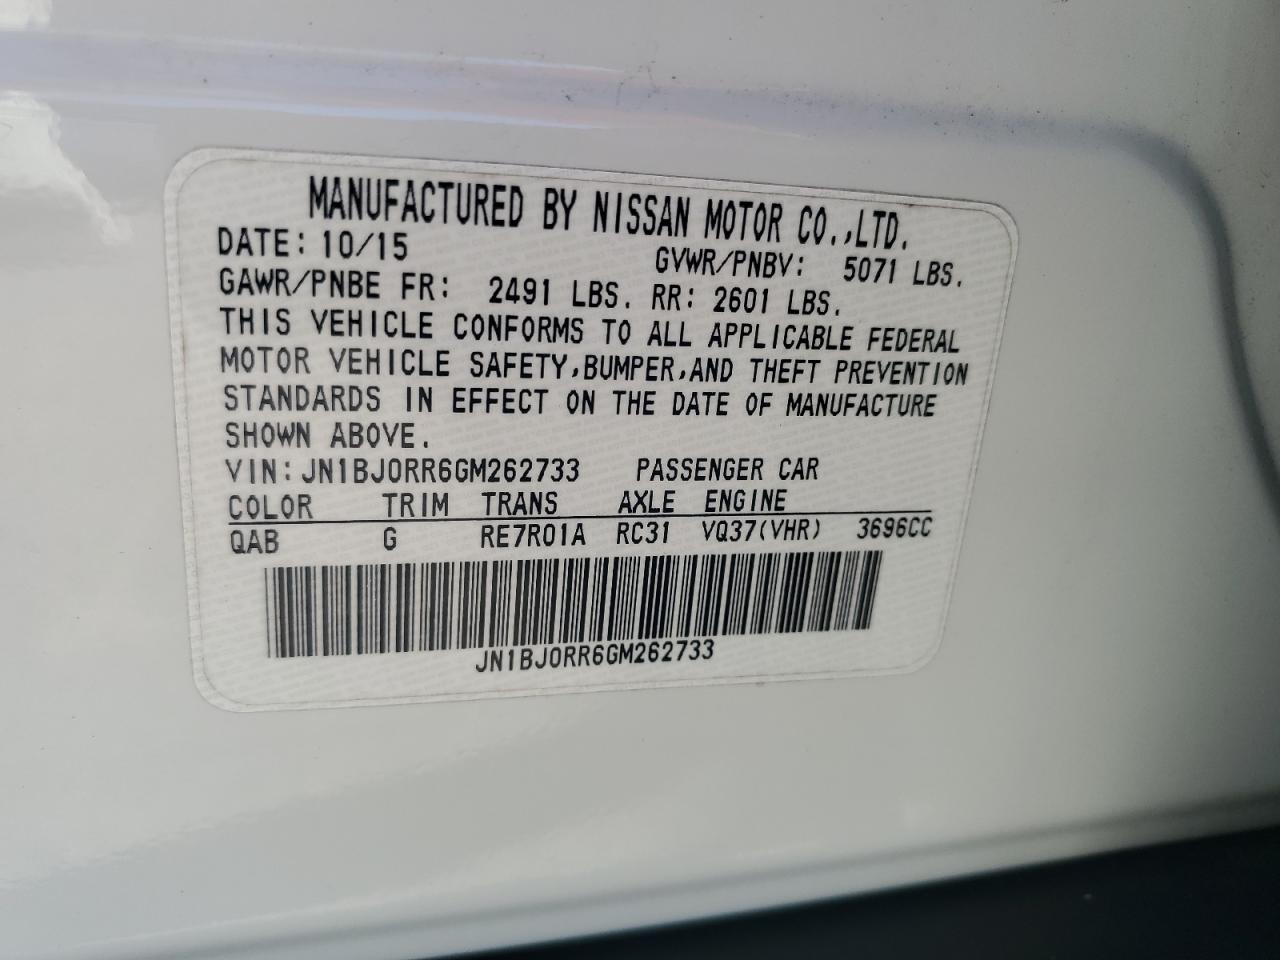 MANUFACTURED BY NISSAN MOTOR CO.,LTD.
DATE: 10/15 GVWR/PNBV: 5071 LBS.
GAWR/PNBE FR: 2491 LBS. RR: 2601 LBS.
THIS VEHICLE CONFORMS TO ALL APPLICABLE FEDERAL
MOTOR VEHICLE SAFETY,BUMPER,AND THEFT PREVENTION
STANDARDS IN EFFECT ON THE DATE OF MANUFACTURE
SHOWN ABOVE.
VIN: JN1BJ0RR6GM262733 PASSENGER CAR
COLOR TRIM TRANS AXLE ENGINE
QAB G RE7R01A RC31 VQ37(VHR) 3696CC
JN1BJ0RR6GM262733